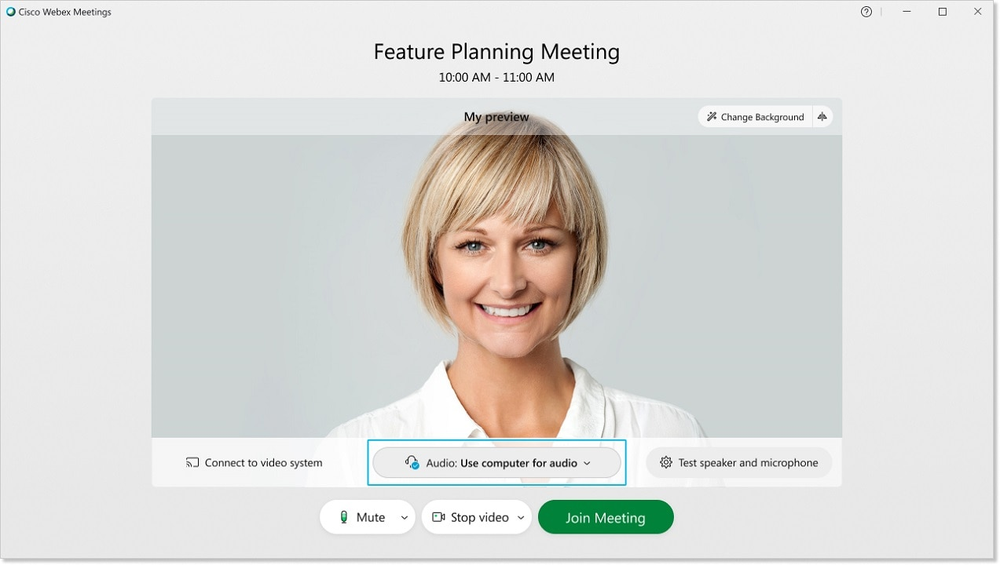 Cisco Webex Meetings
Feature Planning Meeting
10:00 AM - 11:00 AM
My preview
Change Background
Connect to video system
Audio: Use computer for audio
Test speaker and microphone
Mute
Stop video
Join Meeting